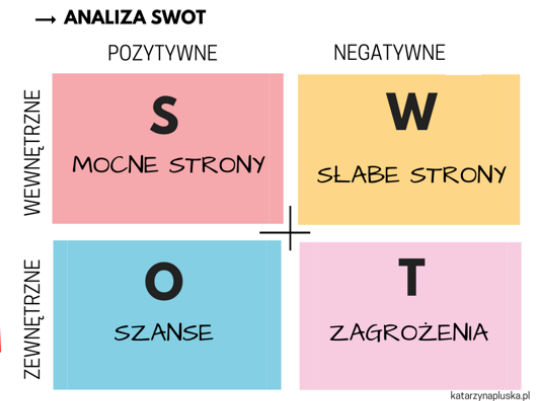 → ANALIZA SWOT
POZYTYWNE
NEGATYWNE
WEWNĘTRZNE
S
MOCNE STRONY
W
SŁABE STRONY
ZEWNĘTRZNE
O
SZANSE
T
ZAGROŻENIA
katarzynapluska.pl